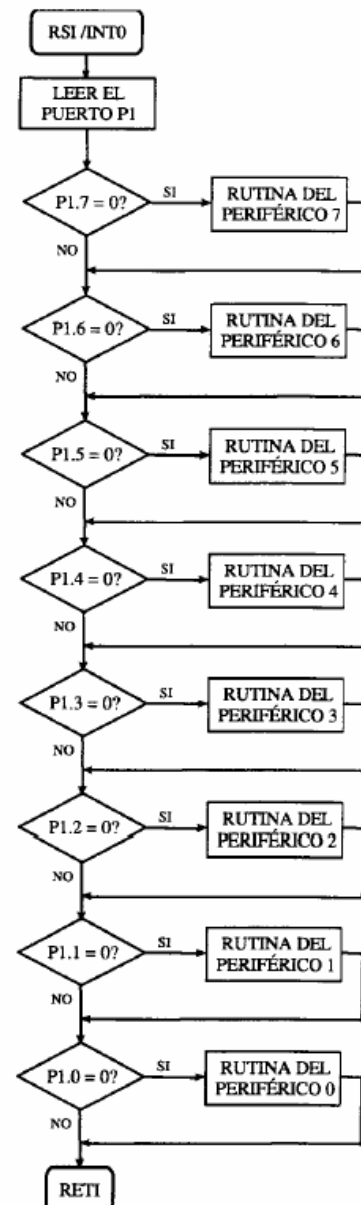 RSI /INT0
LEER EL
PUERTO P1
P1.7 = 0?
SI
RUTINA DEL
PERIFÉRICO 7
NO
P1.6 = 0?
SI
RUTINA DEL
PERIFÉRICO 6
NO
P1.5 = 0?
SI
RUTINA DEL
PERIFÉRICO 5
NO
P1.4 = 0?
SI
RUTINA DEL
PERIFÉRICO 4
NO
P1.3 = 0?
SI
RUTINA DEL
PERIFÉRICO 3
NO
P1.2 = 0?
SI
RUTINA DEL
PERIFÉRICO 2
NO
P1.1 = 0?
SI
RUTINA DEL
PERIFÉRICO 1
NO
P1.0 = 0?
SI
RUTINA DEL
PERIFÉRICO 0
NO
RETI